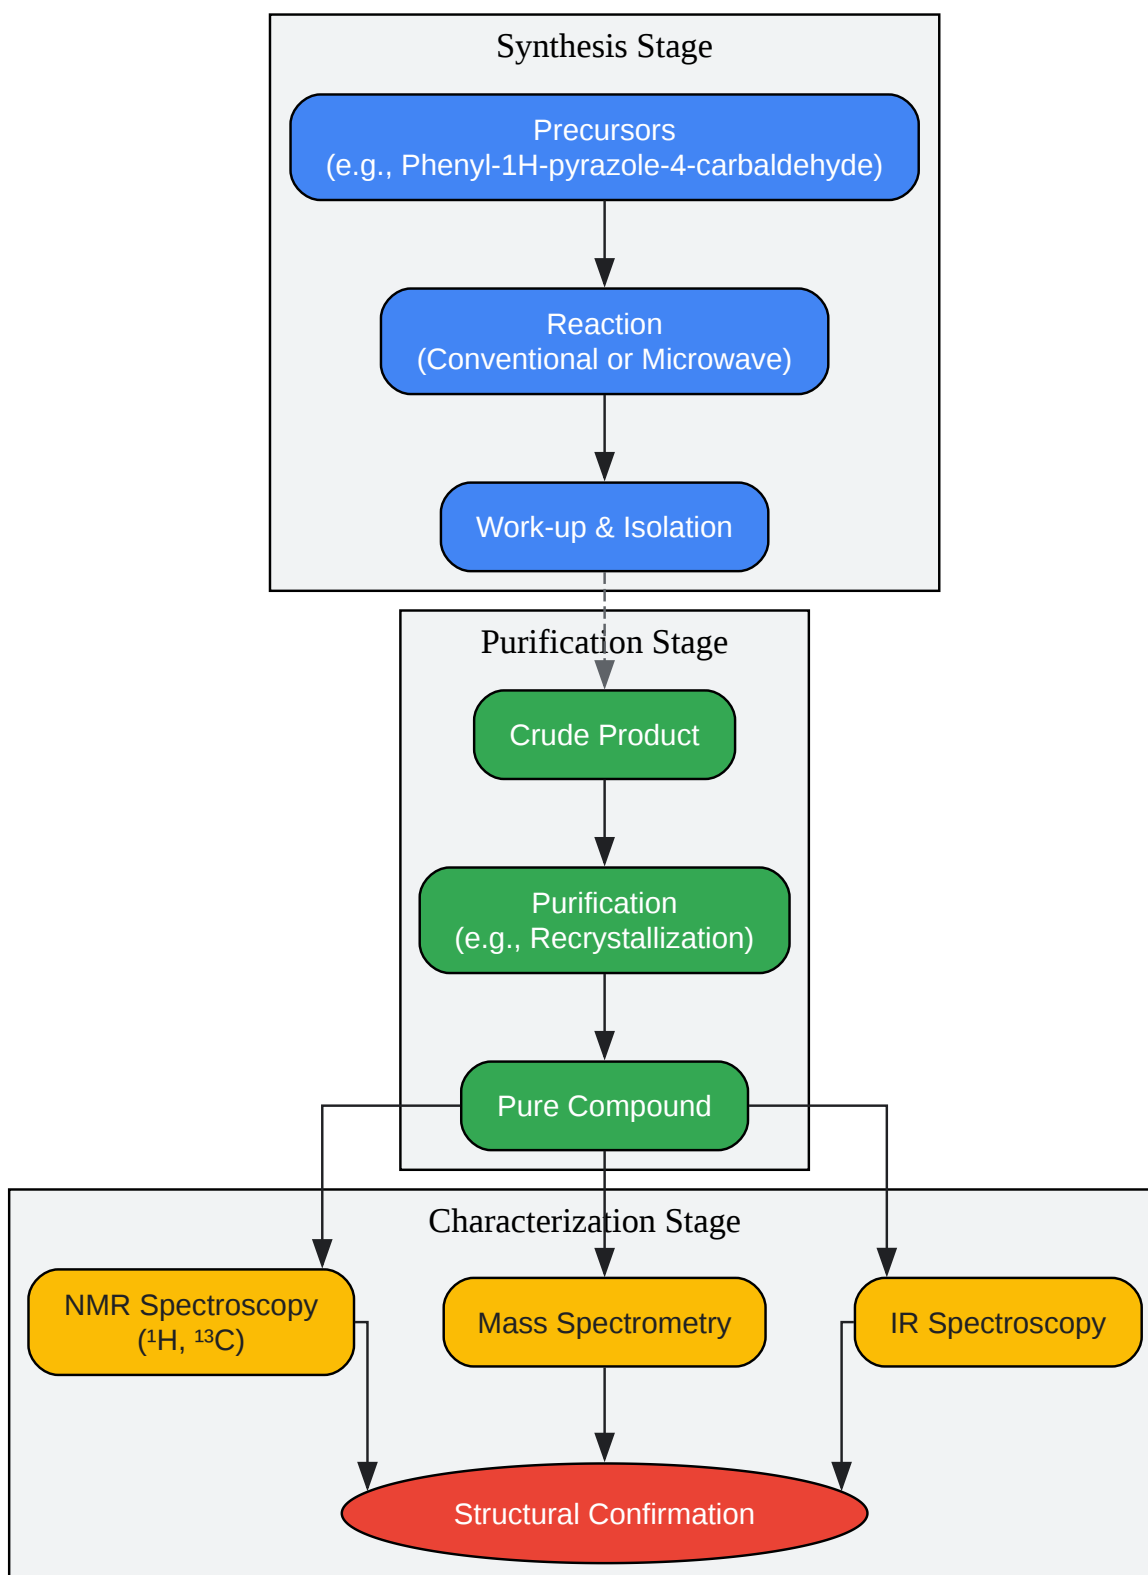 Synthesis Stage
Precursors
(e.g., Phenyl-1H-pyrazole-4-carbaldehyde)
Reaction
(Conventional or Microwave)
Work-up & Isolation
Purification Stage
Crude Product
Purification
(e.g., Recrystallization)
Pure Compound
Characterization Stage
NMR Spectroscopy
(¹H, ¹³C)
Mass Spectrometry
IR Spectroscopy
Structural Confirmation